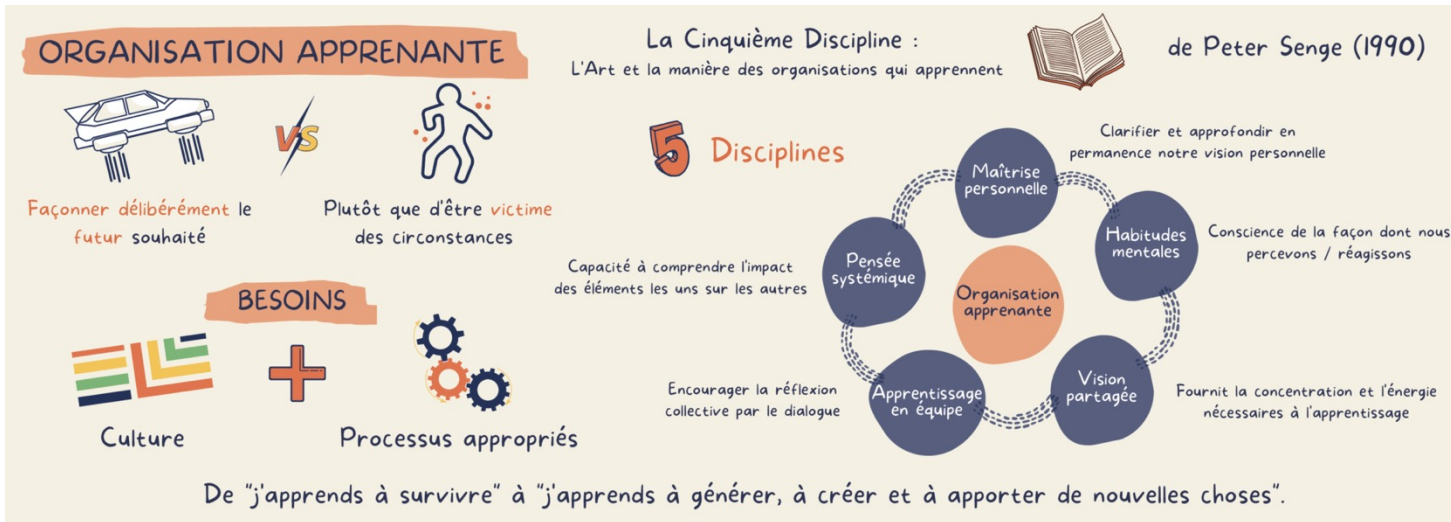 ORGANISATION APPRENANTE
VS
Façonner délibérément le
futur souhaité
Plutôt que d'être victime
des circonstances
BESOINS
Culture
Processus appropriés
La Cinquième Discipline :
L'Art et la manière des organisations qui apprennent
de Peter Senge (1990)
5 Disciplines
Maîtrise
personnelle
Clarifier et approfondir en
permanence notre vision personnelle
Habitudes
mentales
Conscience de la façon dont nous
percevons / réagissons
Vision
partagée
Fournit la concentration et l'énergie
nécessaires à l'apprentissage
Apprentissage
en équipe
Encourager la réflexion
collective par le dialogue
Pensée
systémique
Capacité à comprendre l'impact
des éléments les uns sur les autres
Organisation
apprenante
De "j'apprends à survivre" à "j'apprends à générer, à créer et à apporter de nouvelles choses".